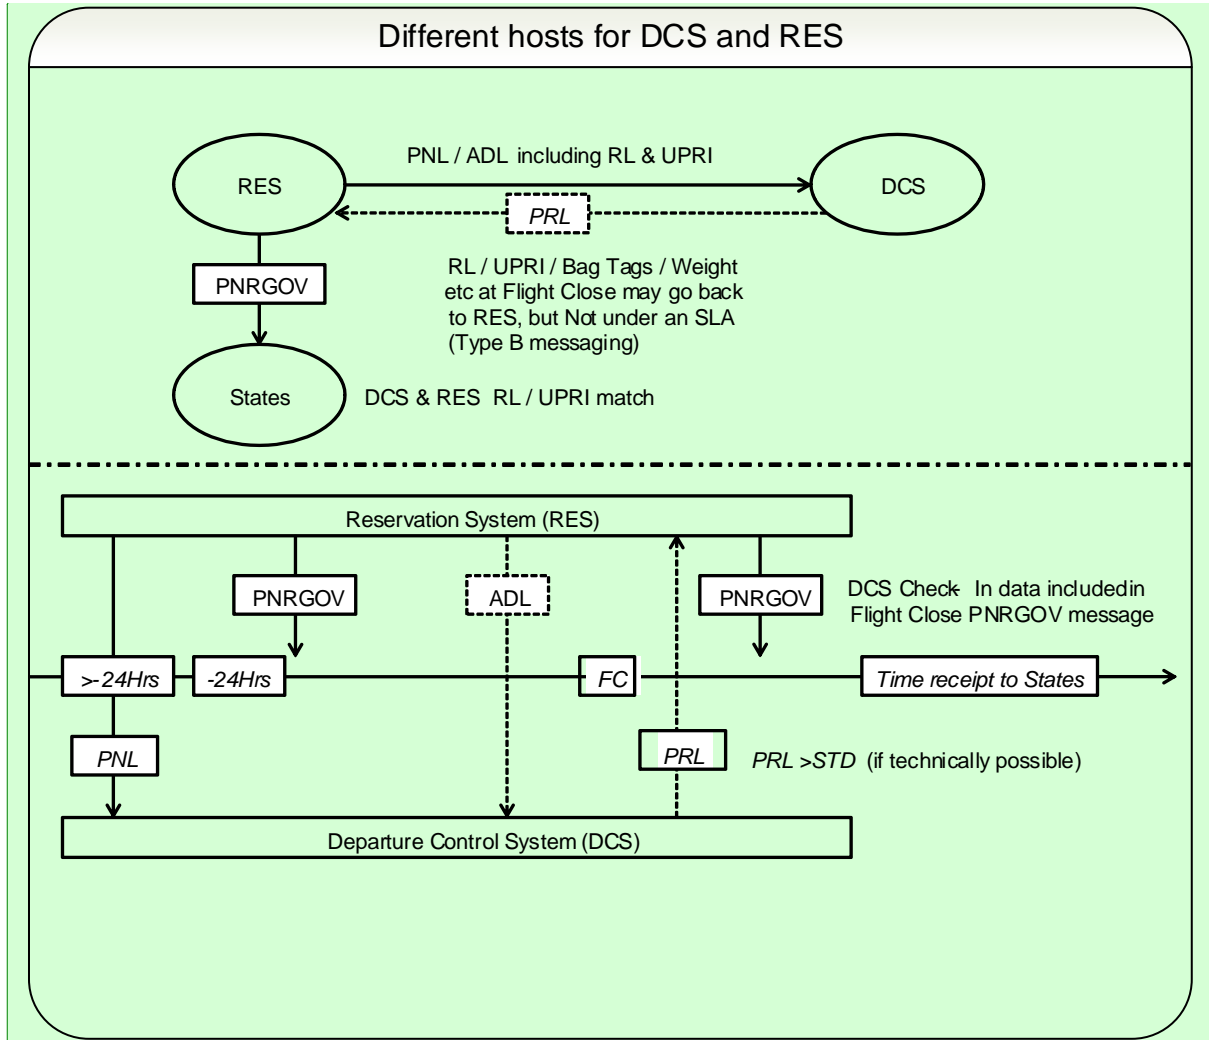 Different hosts for DCS and RES
PNL / ADL including RL & UPRI
RES
DCS
PRL
PNRGOV
RL / UPRI / Bag Tags / Weight
etc at Flight Close may go back
to RES, but Not under an SLA
(Type B messaging)
States
DCS & RES RL / UPRI match
Reservation System (RES)
PNRGOV
ADL
PNRGOV
DCS Check- In data included in
Flight Close PNRGOV message
>-24Hrs
-24Hrs
FC
Time receipt to States
PNL
PRL
PRL >STD (if technically possible)
Departure Control System (DCS)